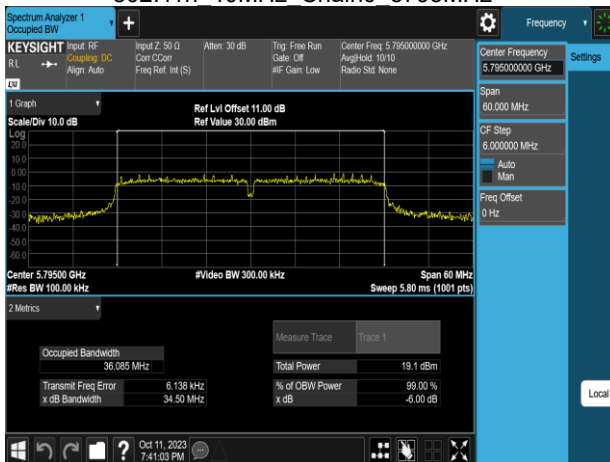 Spectrum Analyzer 1
Occupied BW
Frequency
KEYSIGHT
RL
LXI
Input: RF
Coupling: DC
Align: Auto
Input Z: 50 Ω
Corr CCorr
Freq Ref: Int (S)
Atten: 30 dB
Trig: Free Run
Gate: Off
#IF Gain: Low
Center Freq: 5.795000000 GHz
Avg|Hold: 10/10
Radio Std: None
Center Frequency
5.795000000 GHz
Settings
Span
60.000 MHz
CF Step
6.000000 MHz
Auto
Man
Freq Offset
0 Hz
Local
1 Graph
Scale/Div 10.0 dB
Ref Lvl Offset 11.00 dB
Ref Value 30.00 dBm
Log
20.0
10.0
0.00
-10.0
-20.0
-30.0
-40.0
-50.0
-60.0
Center 5.79500 GHz
#Video BW 300.00 kHz
Span 60 MHz
#Res BW 100.00 kHz
Sweep 5.80 ms (1001 pts)
2 Metrics
Measure Trace Trace 1
Occupied Bandwidth
36.085 MHz
Total Power 19.1 dBm
Transmit Freq Error 6.138 kHz
% of OBW Power 99.00 %
x dB Bandwidth 34.50 MHz
x dB -6.00 dB
Oct 11, 2023
7:41:03 PM